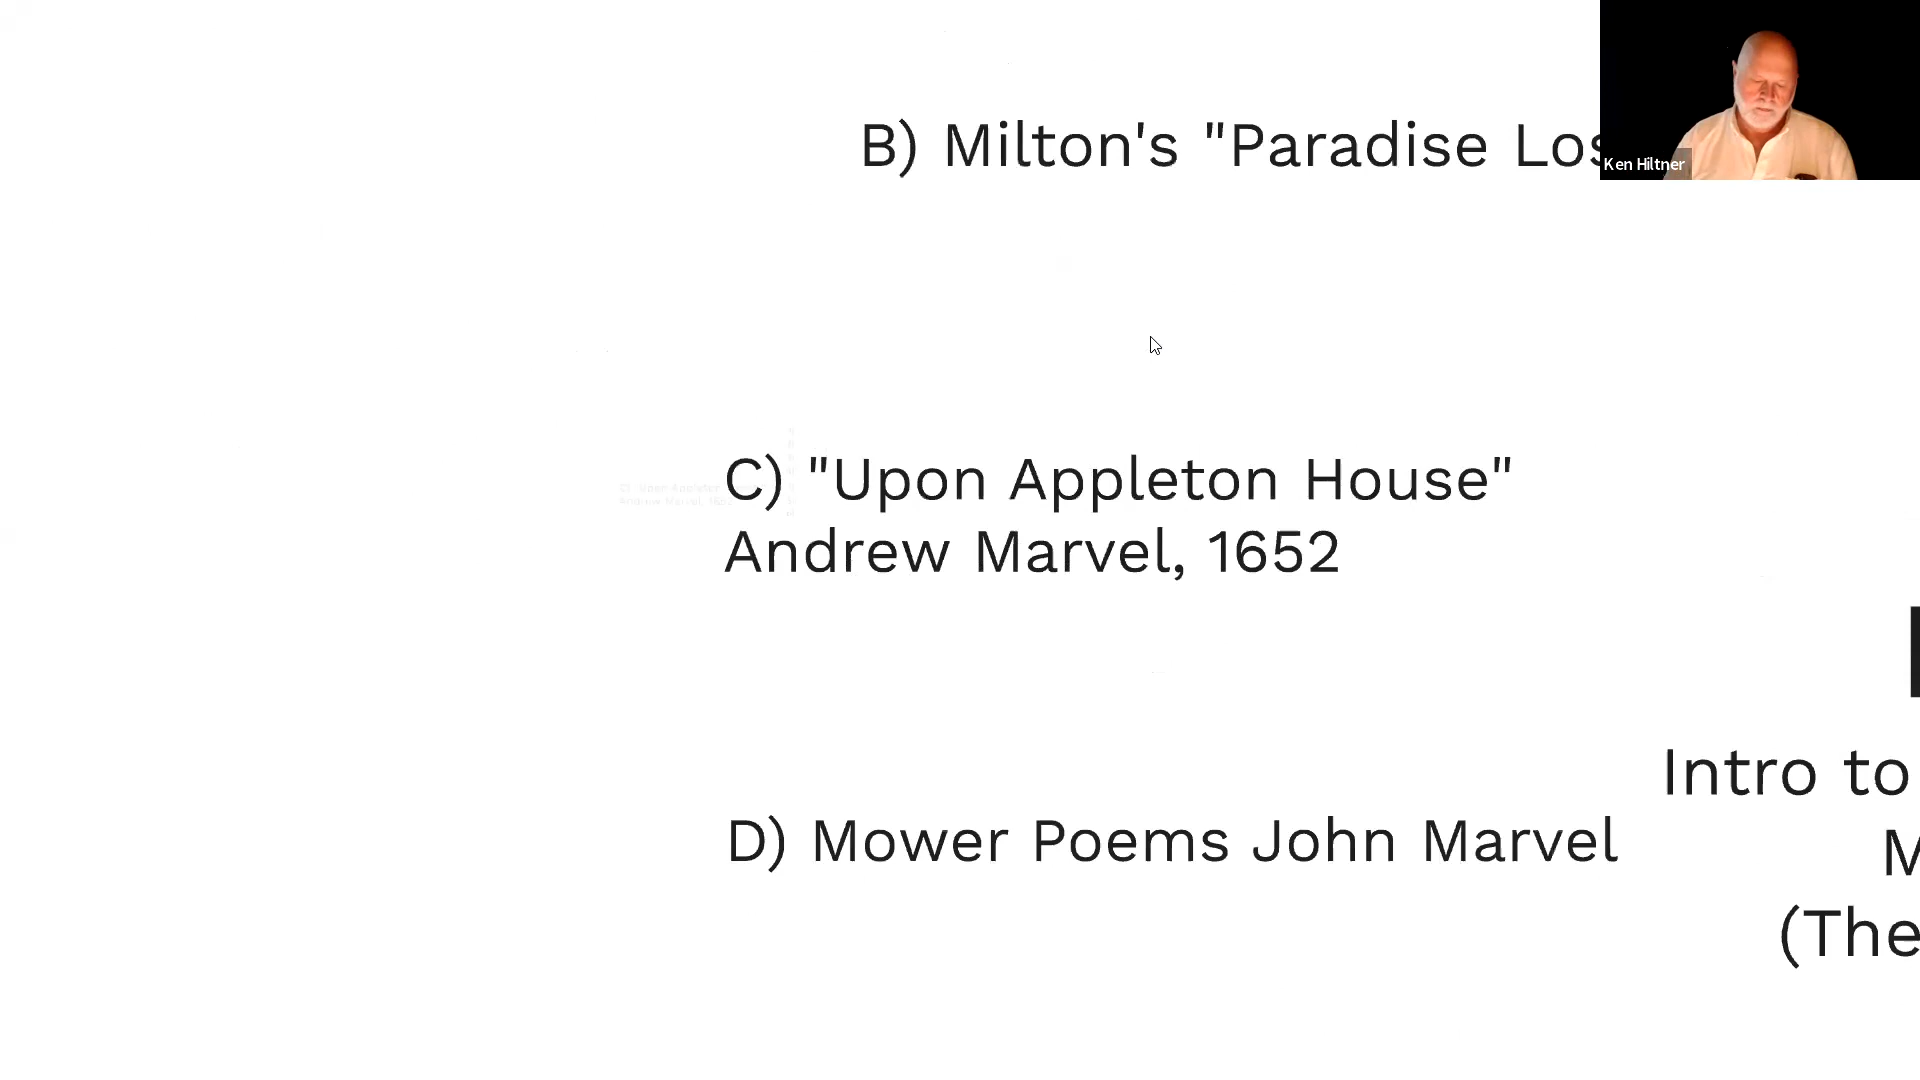 B) Milton's "Paradise Los
Ken Hiltner
C) "Upon Appleton House"
Andrew Marvel, 1652
Intro to
D) Mower Poems John Marvel
M
(The